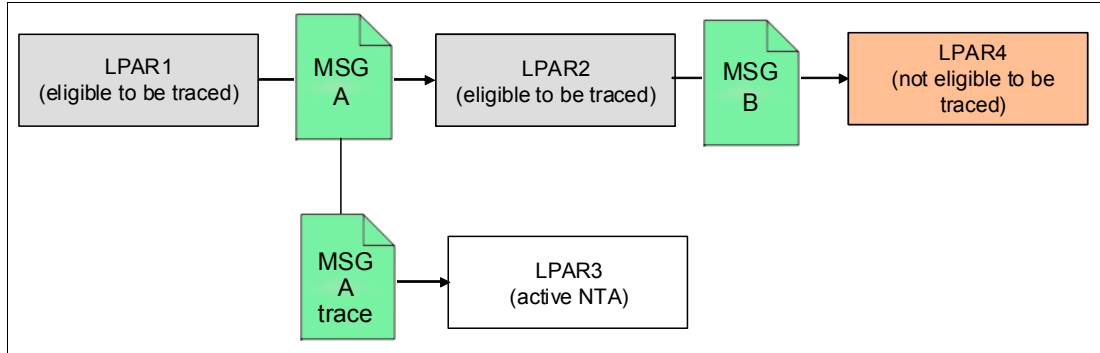 LPAR1
(eligible to be traced)
MSG
A
LPAR2
(eligible to be traced)
MSG
B
LPAR4
(not eligible to be
traced)
MSG
A
trace
LPAR3
(active NTA)